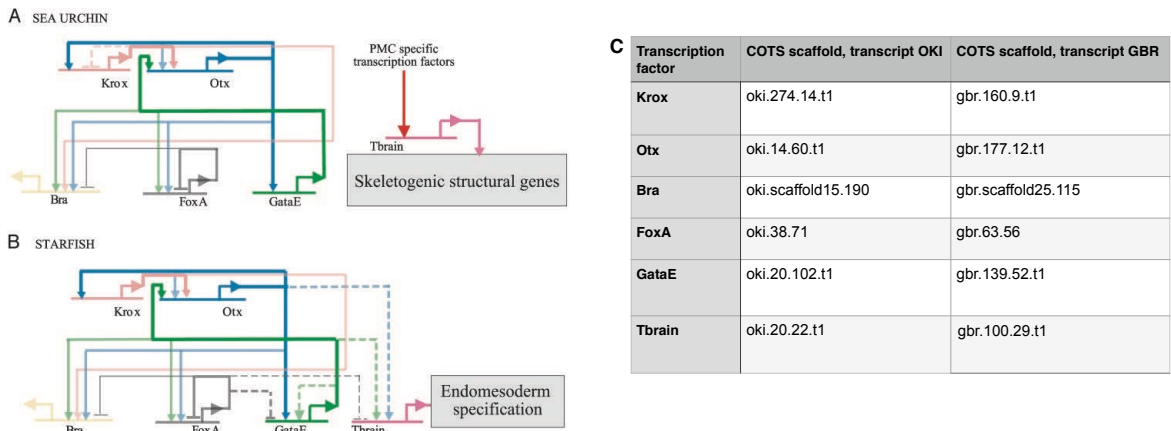 A SEA URCHIN
PMC specific
transcription factors
Krox
Otx
Tbrain
Skeletogenic structural genes
Bra
FoxA
GataE
B STARFISH
Krox
Otx
Endomesoderm
specification
Bra
FoxA
GataE
Tbrain
C
Transcription factor | COTS scaffold, transcript OKI | COTS scaffold, transcript GBR
Krox | oki.274.14.t1 | gbr.160.9.t1
Otx | oki.14.60.t1 | gbr.177.12.t1
Bra | oki.scaffold15.190 | gbr.scaffold25.115
FoxA | oki.38.71 | gbr.63.56
GataE | oki.20.102.t1 | gbr.139.52.t1
Tbrain | oki.20.22.t1 | gbr.100.29.t1